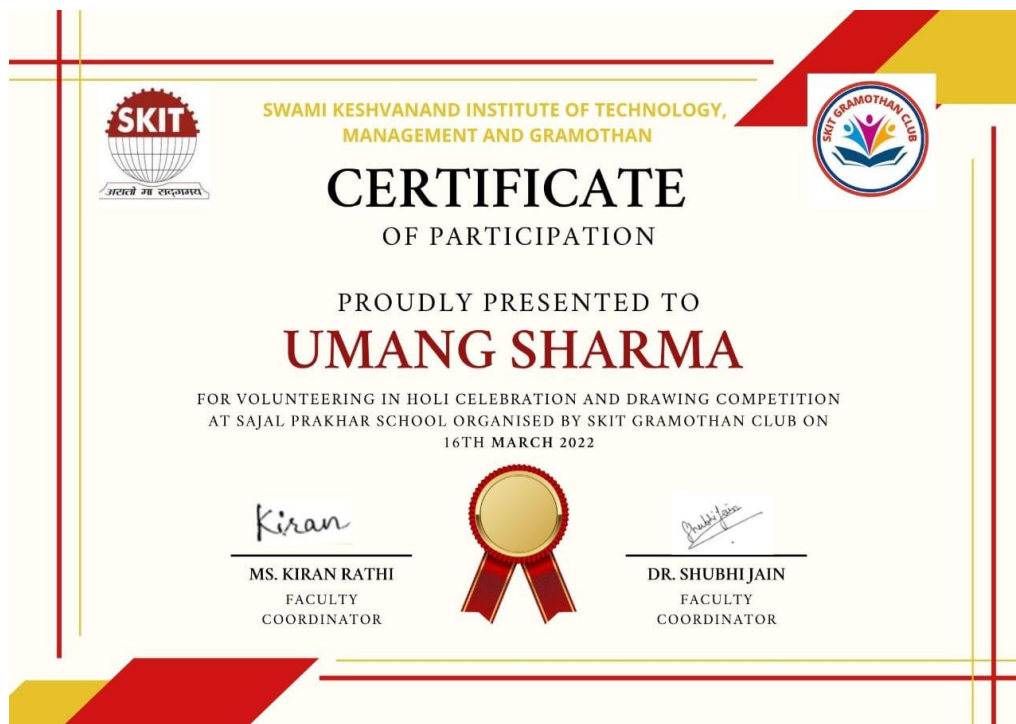 SKIT
असतो मा सद्गमय
SWAMI KESHVANAND INSTITUTE OF TECHNOLOGY,
MANAGEMENT AND GRAMOTHAN
SKIT GRAMOTHAN CLUB
CERTIFICATE
OF PARTICIPATION
PROUDLY PRESENTED TO
UMANG SHARMA
FOR VOLUNTEERING IN HOLI CELEBRATION AND DRAWING COMPETITION
AT SAJAL PRAKHAR SCHOOL ORGANISED BY SKIT GRAMOTHAN CLUB ON
16TH MARCH 2022
Kiran
Shubhi Jain
MS. KIRAN RATHI
DR. SHUBHI JAIN
FACULTY
COORDINATOR
FACULTY
COORDINATOR